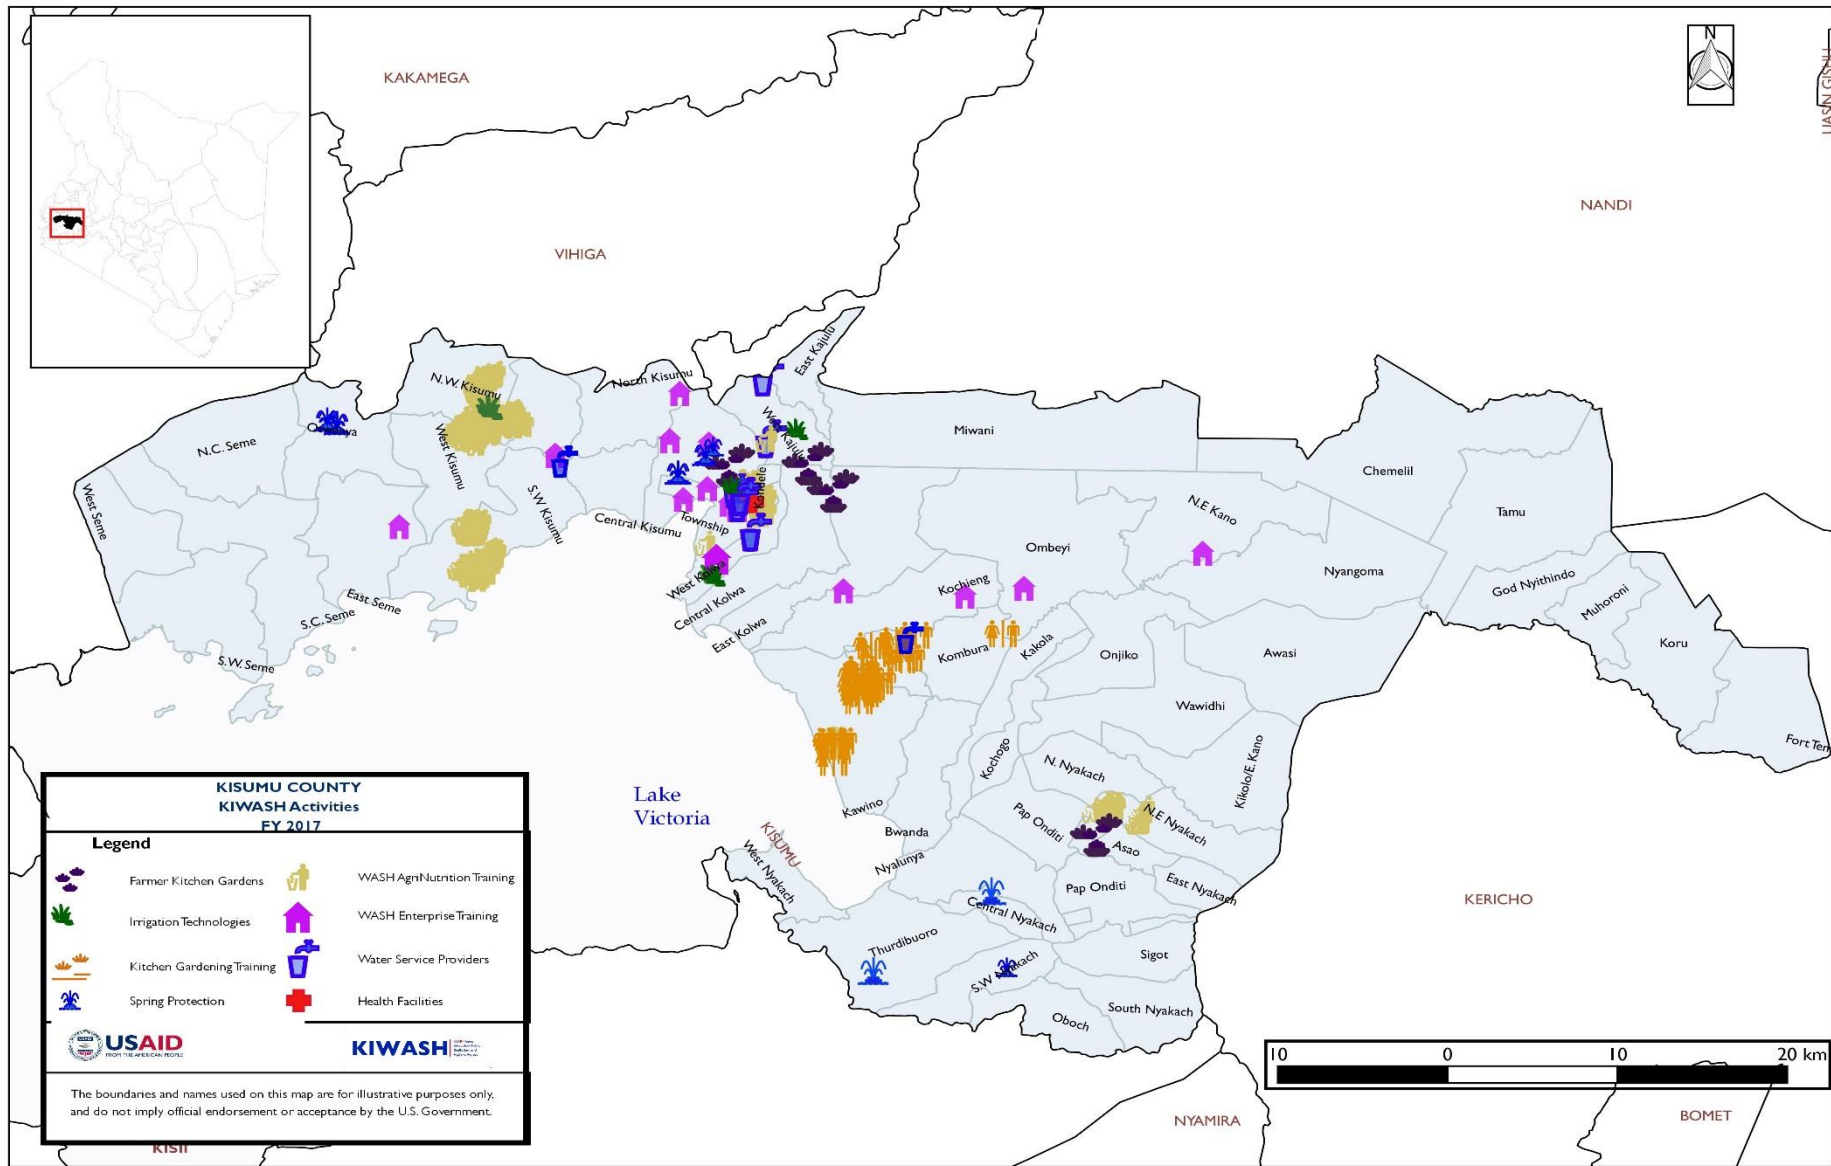 N
UASIN GISHU
KAKAMEGA
NANDI
VIHIGA
East Kajulu
N.W. Kisumu
North Kisumu
West Kajulu
N.C. Seme
West Kisumu
Miwani
Chemelil
Kondele
West Seme
S.W Kisumu
Central Kisumu
Township
N.E Kano
Tamu
Ombeyi
Nyangoma
God Nyithindo
Muhoroni
Koru
Fort Ten
West Kolwa
Central Kolwa
East Kolwa
Kochieng
East Seme
S.C. Seme
S.W. Seme
Kombura
Kakola
Onjiko
Awasi
Wawidhi
Kochogo
N. Nyakach
Kikolo/E. Kano
Lake
Victoria
Kawino
Bwanda
Nyalunya
Pap Onditi
N.E Nyakach
Asao
KISUMU
West Nyakach
Pap Onditi
East Nyakach
Central Nyakach
KERICHO
Thurdibuoro
S.W Nyakach
Sigot
South Nyakach
Oboch
KISUMU COUNTY
KIWASH Activities
FY 2017
Legend
Farmer Kitchen Gardens
WASH AgriNutrition Training
Irrigation Technologies
WASH Enterprise Training
Kitchen Gardening Training
Water Service Providers
Spring Protection
Health Facilities
USAID
FROM THE AMERICAN PEOPLE
KIWASH
The boundaries and names used on this map are for illustrative purposes only,
and do not imply official endorsement or acceptance by the U.S. Government.
10 0 10 20 km
NYAMIRA
BOMET
KISII